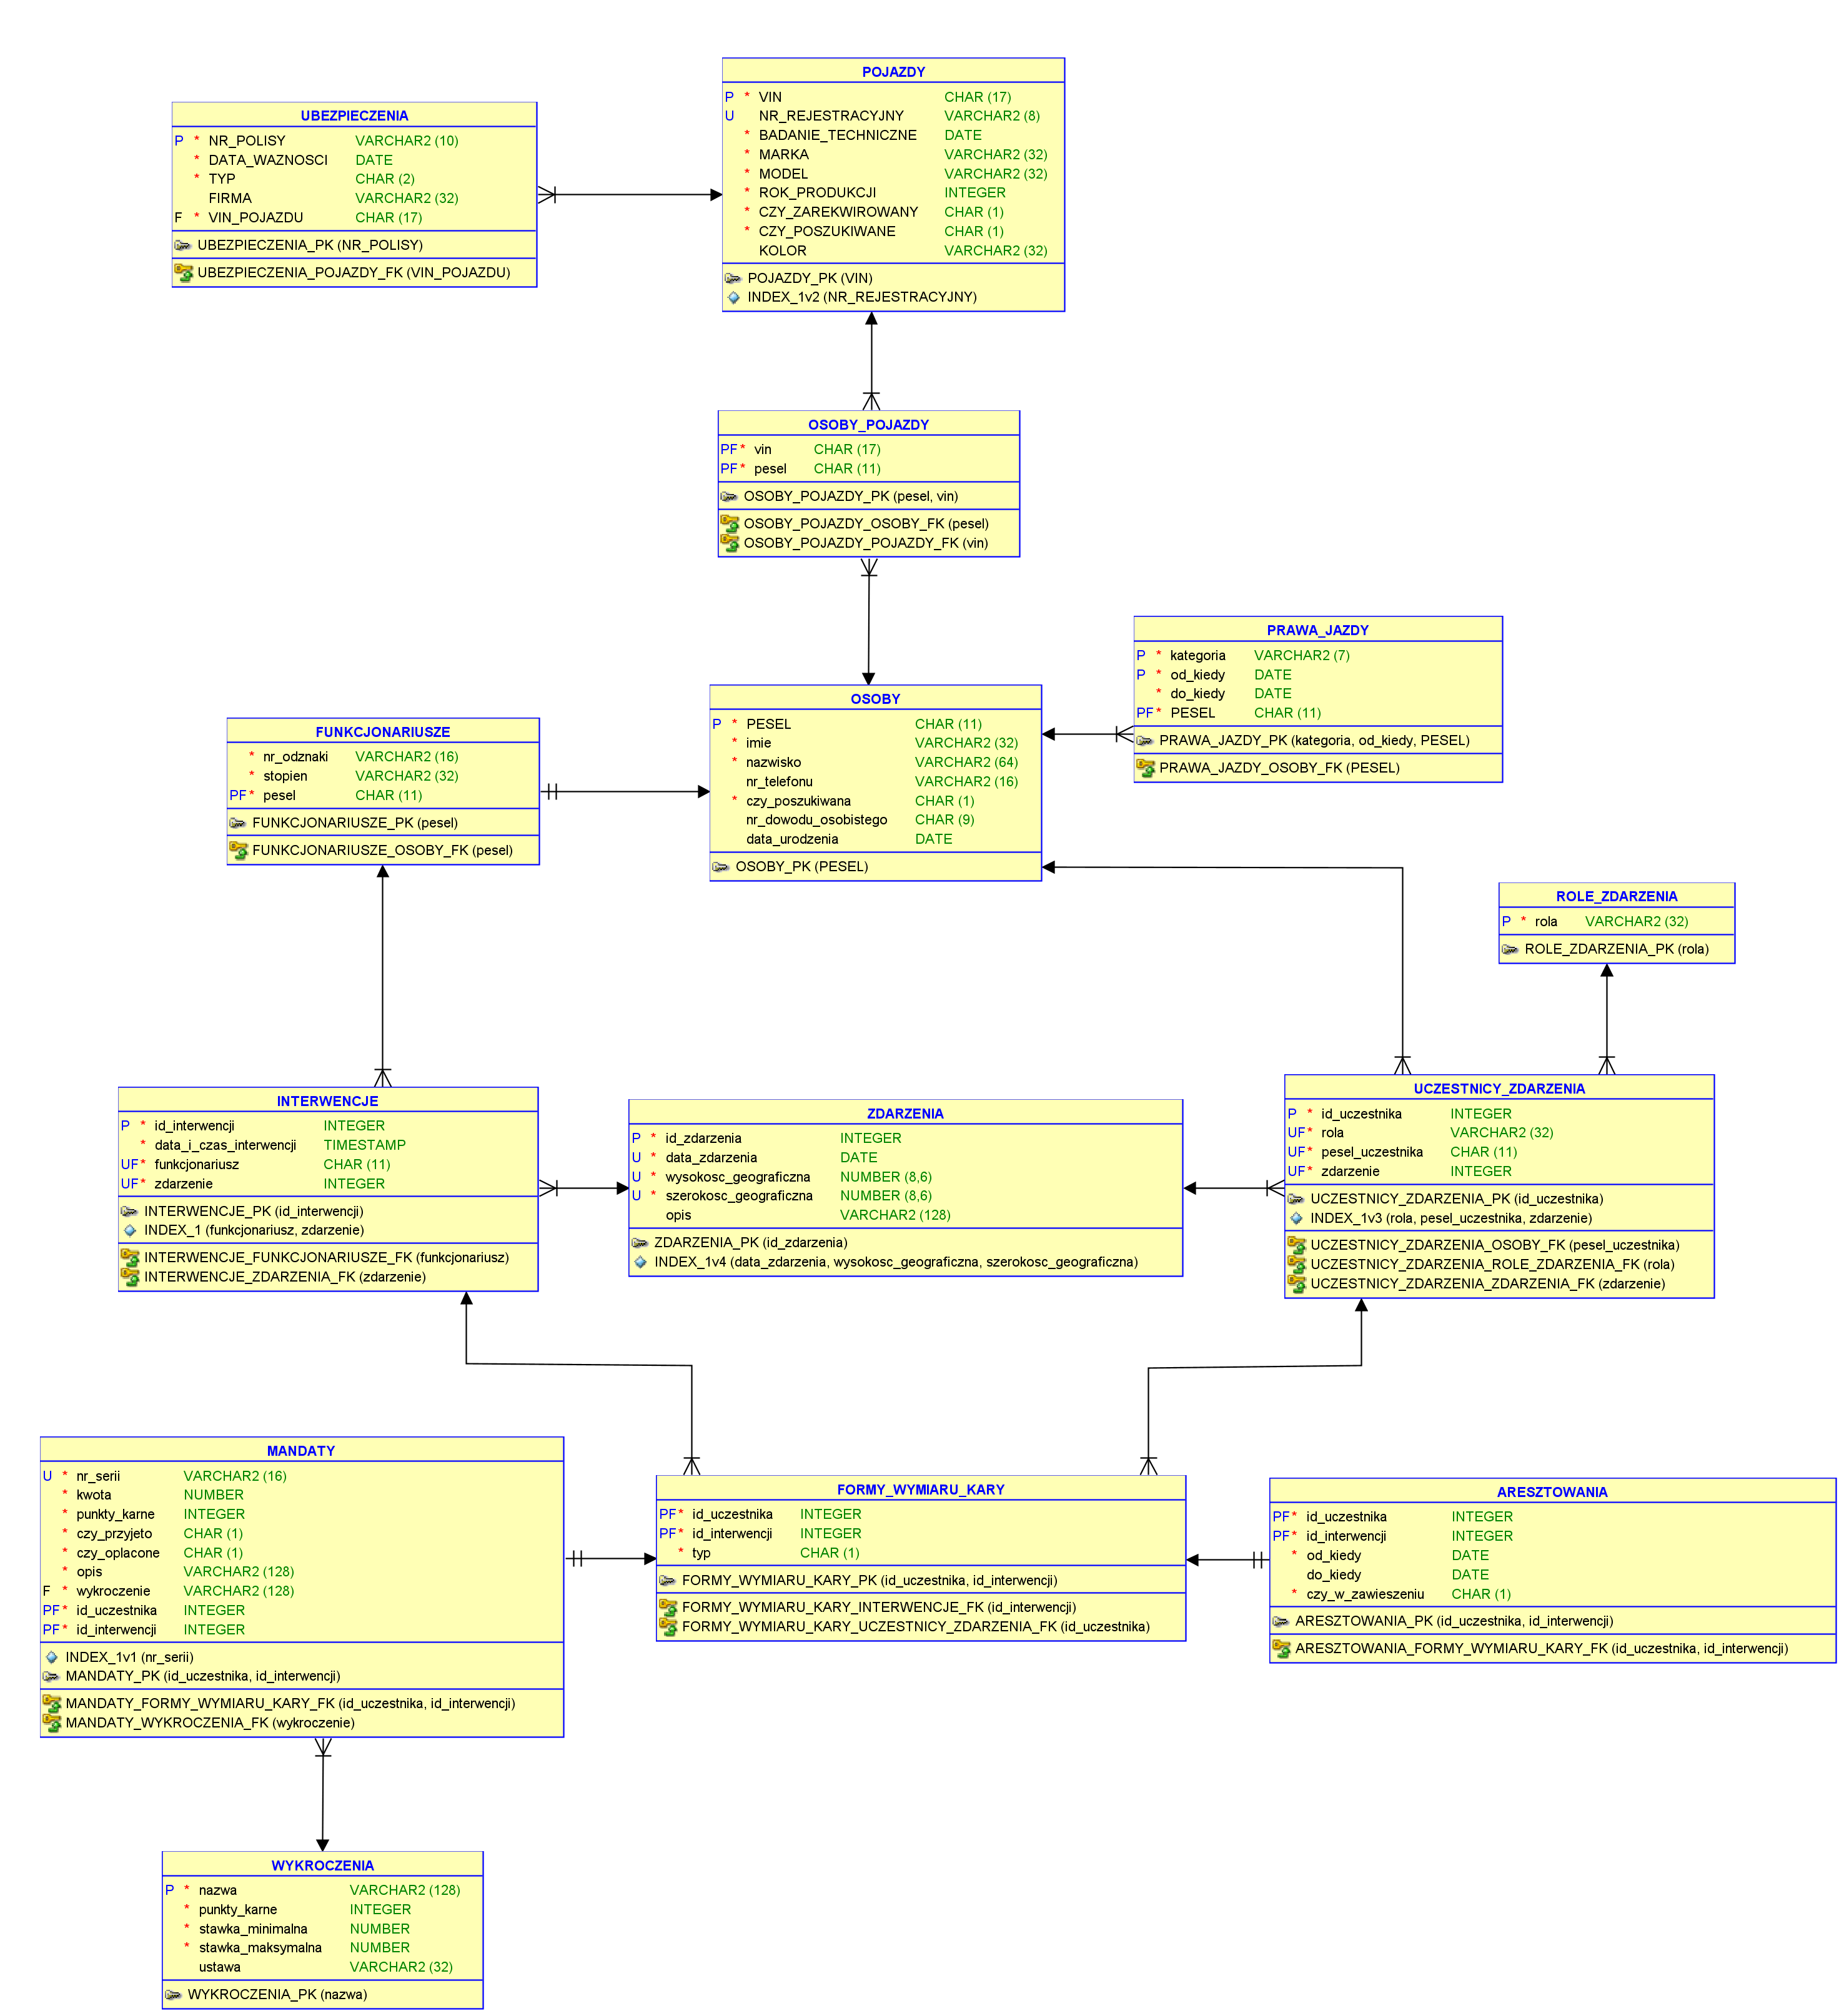 POJAZDY
P * VIN CHAR (17)
U NR_REJESTRACYJNY VARCHAR2 (8)
* BADANIE_TECHNICZNE DATE
* MARKA VARCHAR2 (32)
* MODEL VARCHAR2 (32)
* ROK_PRODUKCJI INTEGER
* CZY_ZAREKWIROWANY CHAR (1)
* CZY_POSZUKIWANE CHAR (1)
KOLOR VARCHAR2 (32)
POJAZDY_PK (VIN)
INDEX_1v2 (NR_REJESTRACYJNY)
UBEZPIECZENIA
P * NR_POLISY VARCHAR2 (10)
* DATA_WAZNOSCI DATE
* TYP CHAR (2)
FIRMA VARCHAR2 (32)
F * VIN_POJAZDU CHAR (17)
UBEZPIECZENIA_PK (NR_POLISY)
UBEZPIECZENIA_POJAZDY_FK (VIN_POJAZDU)
OSOBY_POJAZDY
PF * vin CHAR (17)
PF * pesel CHAR (11)
OSOBY_POJAZDY_PK (pesel, vin)
OSOBY_POJAZDY_OSOBY_FK (pesel)
OSOBY_POJAZDY_POJAZDY_FK (vin)
PRAWA_JAZDY
P * kategoria VARCHAR2 (7)
P * od_kiedy DATE
* do_kiedy DATE
PF * PESEL CHAR (11)
PRAWA_JAZDY_PK (kategoria, od_kiedy, PESEL)
PRAWA_JAZDY_OSOBY_FK (PESEL)
OSOBY
P * PESEL CHAR (11)
* imie VARCHAR2 (32)
* nazwisko VARCHAR2 (64)
nr_telefonu VARCHAR2 (16)
* czy_poszukiwana CHAR (1)
nr_dowodu_osobistego CHAR (9)
data_urodzenia DATE
OSOBY_PK (PESEL)
FUNKCJONARIUSZE
* nr_odznaki VARCHAR2 (16)
* stopien VARCHAR2 (32)
PF * pesel CHAR (11)
FUNKCJONARIUSZE_PK (pesel)
FUNKCJONARIUSZE_OSOBY_FK (pesel)
ROLE_ZDARZENIA
P * rola VARCHAR2 (32)
ROLE_ZDARZENIA_PK (rola)
INTERWENCJE
P * id_interwencji INTEGER
* data_i_czas_interwencji TIMESTAMP
UF * funkcjonariusz CHAR (11)
UF * zdarzenie INTEGER
INTERWENCJE_PK (id_interwencji)
INDEX_1 (funkcjonariusz, zdarzenie)
INTERWENCJE_FUNKCJONARIUSZE_FK (funkcjonariusz)
INTERWENCJE_ZDARZENIA_FK (zdarzenie)
ZDARZENIA
P * id_zdarzenia INTEGER
U * data_zdarzenia DATE
U * wysokosc_geograficzna NUMBER (8,6)
U * szerokosc_geograficzna NUMBER (8,6)
opis VARCHAR2 (128)
ZDARZENIA_PK (id_zdarzenia)
INDEX_1v4 (data_zdarzenia, wysokosc_geograficzna, szerokosc_geograficzna)
UCZESTNICY_ZDARZENIA
P * id_uczestnika INTEGER
UF * rola VARCHAR2 (32)
UF * pesel_uczestnika CHAR (11)
UF * zdarzenie INTEGER
UCZESTNICY_ZDARZENIA_PK (id_uczestnika)
INDEX_1v3 (rola, pesel_uczestnika, zdarzenie)
UCZESTNICY_ZDARZENIA_OSOBY_FK (pesel_uczestnika)
UCZESTNICY_ZDARZENIA_ROLE_ZDARZENIA_FK (rola)
UCZESTNICY_ZDARZENIA_ZDARZENIA_FK (zdarzenie)
MANDATY
U * nr_serii VARCHAR2 (16)
* kwota NUMBER
* punkty_karne INTEGER
* czy_przyjeto CHAR (1)
* czy_oplacone CHAR (1)
* opis VARCHAR2 (128)
F * wykroczenie VARCHAR2 (128)
PF * id_uczestnika INTEGER
PF * id_interwencji INTEGER
INDEX_1v1 (nr_serii)
MANDATY_PK (id_uczestnika, id_interwencji)
MANDATY_FORMY_WYMIARU_KARY_FK (id_uczestnika, id_interwencji)
MANDATY_WYKROCZENIA_FK (wykroczenie)
FORMY_WYMIARU_KARY
PF * id_uczestnika INTEGER
PF * id_interwencji INTEGER
* typ CHAR (1)
FORMY_WYMIARU_KARY_PK (id_uczestnika, id_interwencji)
FORMY_WYMIARU_KARY_INTERWENCJE_FK (id_interwencji)
FORMY_WYMIARU_KARY_UCZESTNICY_ZDARZENIA_FK (id_uczestnika)
ARESZTOWANIA
PF * id_uczestnika INTEGER
PF * id_interwencji INTEGER
* od_kiedy DATE
do_kiedy DATE
* czy_w_zawieszeniu CHAR (1)
ARESZTOWANIA_PK (id_uczestnika, id_interwencji)
ARESZTOWANIA_FORMY_WYMIARU_KARY_FK (id_uczestnika, id_interwencji)
WYKROCZENIA
P * nazwa VARCHAR2 (128)
* punkty_karne INTEGER
* stawka_minimalna NUMBER
* stawka_maksymalna NUMBER
ustawa VARCHAR2 (32)
WYKROCZENIA_PK (nazwa)